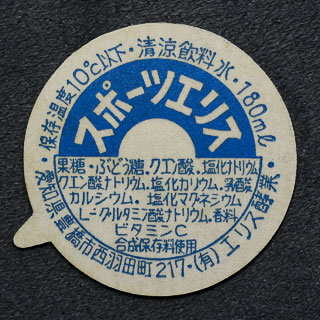 ・保存温度10℃以下・清涼飲料水・180ml・
スポーツエリス
果糖・ぶどう糖、クエン酸、塩化ナトリウム
クエン酸ナトリウム、塩化カリウム、乳酸
カルシウム、塩化マグネシウム
L-グルタミン酸ナトリウム、香料
ビタミンC
合成保存料使用
愛知県豊橋市西羽田町217・(有)エリス酵業・